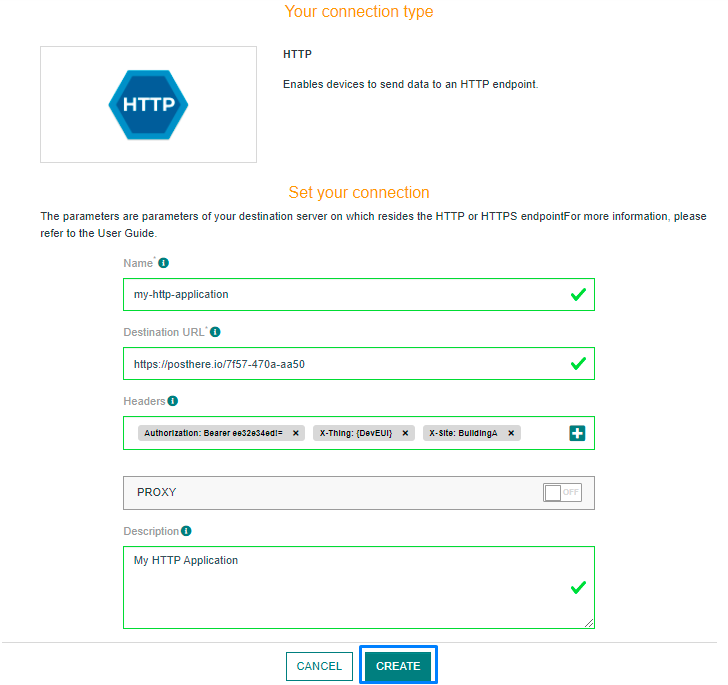 Your connection type
HTTP
HTTP
Enables devices to send data to an HTTP endpoint.
Set your connection
The parameters are parameters of your destination server on which resides the HTTP or HTTPS endpointFor more information, please
refer to the User Guide.
Name*
my-http-application
Destination URL*
https://posthere.io/7f57-470a-aa50
Headers
Authorization: Bearer ee32e34ed!= × X-Thing: {DevEUI} × X-Site: BuildingA ×
PROXY OFF
Description
My HTTP Application
CANCEL CREATE